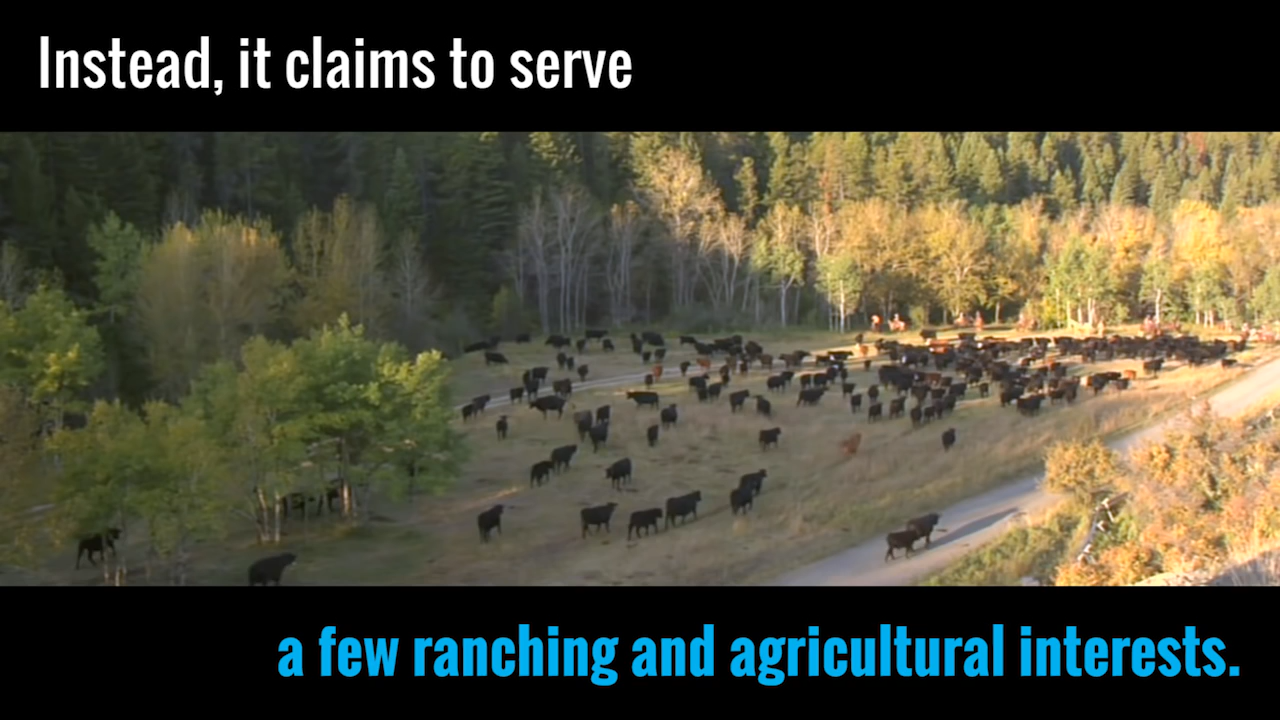 Instead, it claims to serve
a few ranching and agricultural interests.